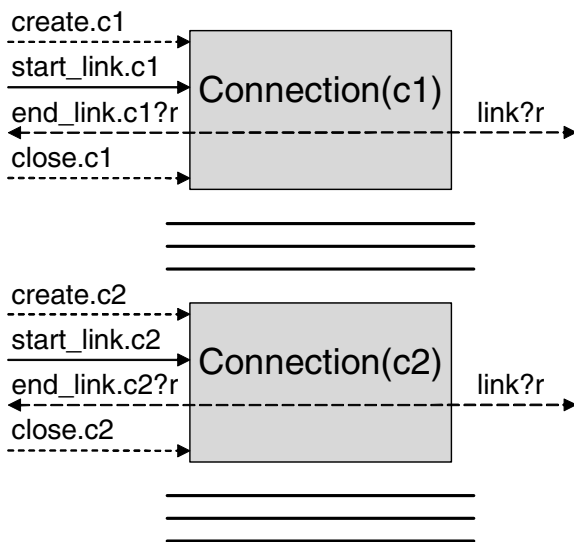 create.c1
start_link.c1
Connection(c1)
end_link.c1?r
link?r
close.c1
create.c2
start_link.c2
Connection(c2)
end_link.c2?r
link?r
close.c2